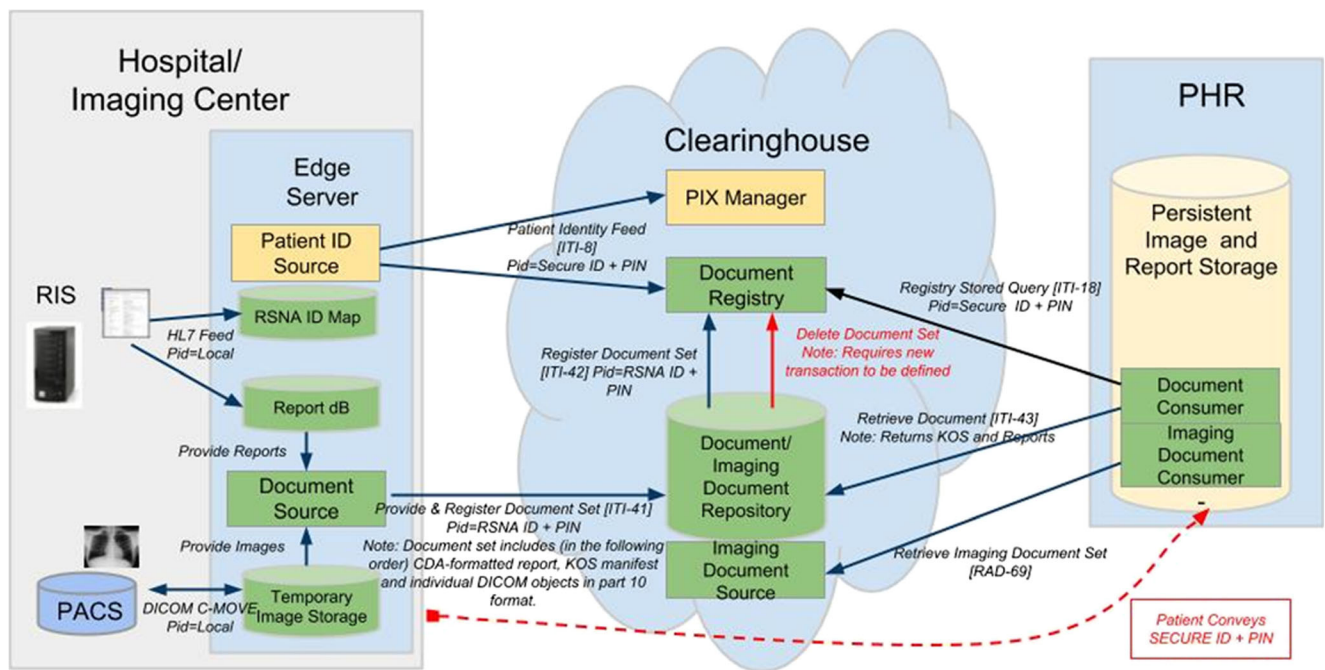 Hospital/
Imaging Center
Edge
Server
Patient ID
Source
RIS
RSNA ID Map
HL7 Feed
Pid=Local
Report dB
Provide Reports
Document
Source
Provide Images
PACS
DICOM C-MOVE
Pid=Local
Temporary
Image Storage
Clearinghouse
PIX Manager
Patient Identity Feed
[ITI-8]
Pid=Secure ID + PIN
Document
Registry
Register Document Set
[ITI-42] Pid=RSNA ID +
PIN
Delete Document Set
Note: Requires new
transaction to be defined
Document/
Imaging
Document
Repository
Provide & Register Document Set [ITI-41]
Pid=RSNA ID + PIN
Note: Document set includes (in the following
order) CDA-formatted report, KOS manifest
and individual DICOM objects in part 10
format.
Imaging
Document
Source
PHR
Persistent
Image and
Report Storage
Registry Stored Query [ITI-18]
Pid=Secure ID + PIN
Document
Consumer
Retrieve Document [ITI-43]
Note: Returns KOS and Reports
Imaging
Document
Consumer
-
Retrieve Imaging Document Set
[RAD-69]
Patient Conveys
SECURE ID + PIN